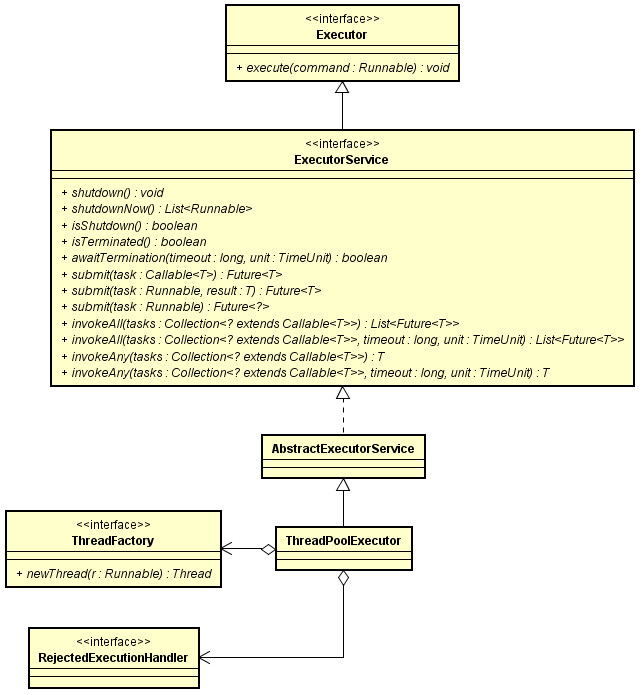 <<interface>>
Executor
+ execute(command : Runnable) : void
<<interface>>
ExecutorService
+ shutdown() : void
+ shutdownNow() : List<Runnable>
+ isShutdown() : boolean
+ isTerminated() : boolean
+ awaitTermination(timeout : long, unit : TimeUnit) : boolean
+ submit(task : Callable<T>) : Future<T>
+ submit(task : Runnable, result : T) : Future<T>
+ submit(task : Runnable) : Future<?>
+ invokeAll(tasks : Collection<? extends Callable<T>>) : List<Future<T>>
+ invokeAll(tasks : Collection<? extends Callable<T>>, timeout : long, unit : TimeUnit) : List<Future<T>>
+ invokeAny(tasks : Collection<? extends Callable<T>>) : T
+ invokeAny(tasks : Collection<? extends Callable<T>>, timeout : long, unit : TimeUnit) : T
AbstractExecutorService
<<interface>>
ThreadFactory
+ newThread(r : Runnable) : Thread
ThreadPoolExecutor
<<interface>>
RejectedExecutionHandler